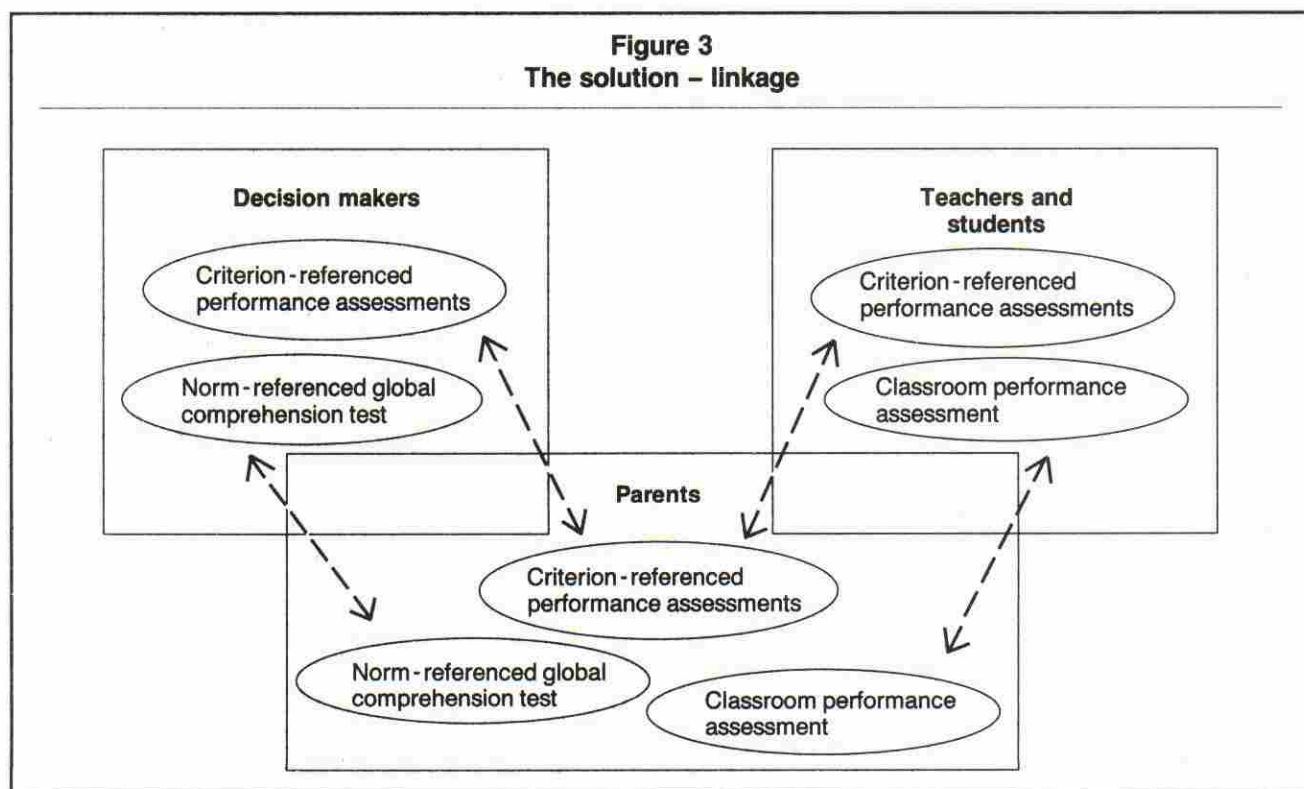 Figure 3
The solution – linkage
Decision makers
Criterion-referenced
performance assessments
Norm-referenced global
comprehension test
Teachers and
students
Criterion-referenced
performance assessments
Classroom performance
assessment
Parents
Criterion-referenced
performance assessments
Norm-referenced global
comprehension test
Classroom performance
assessment